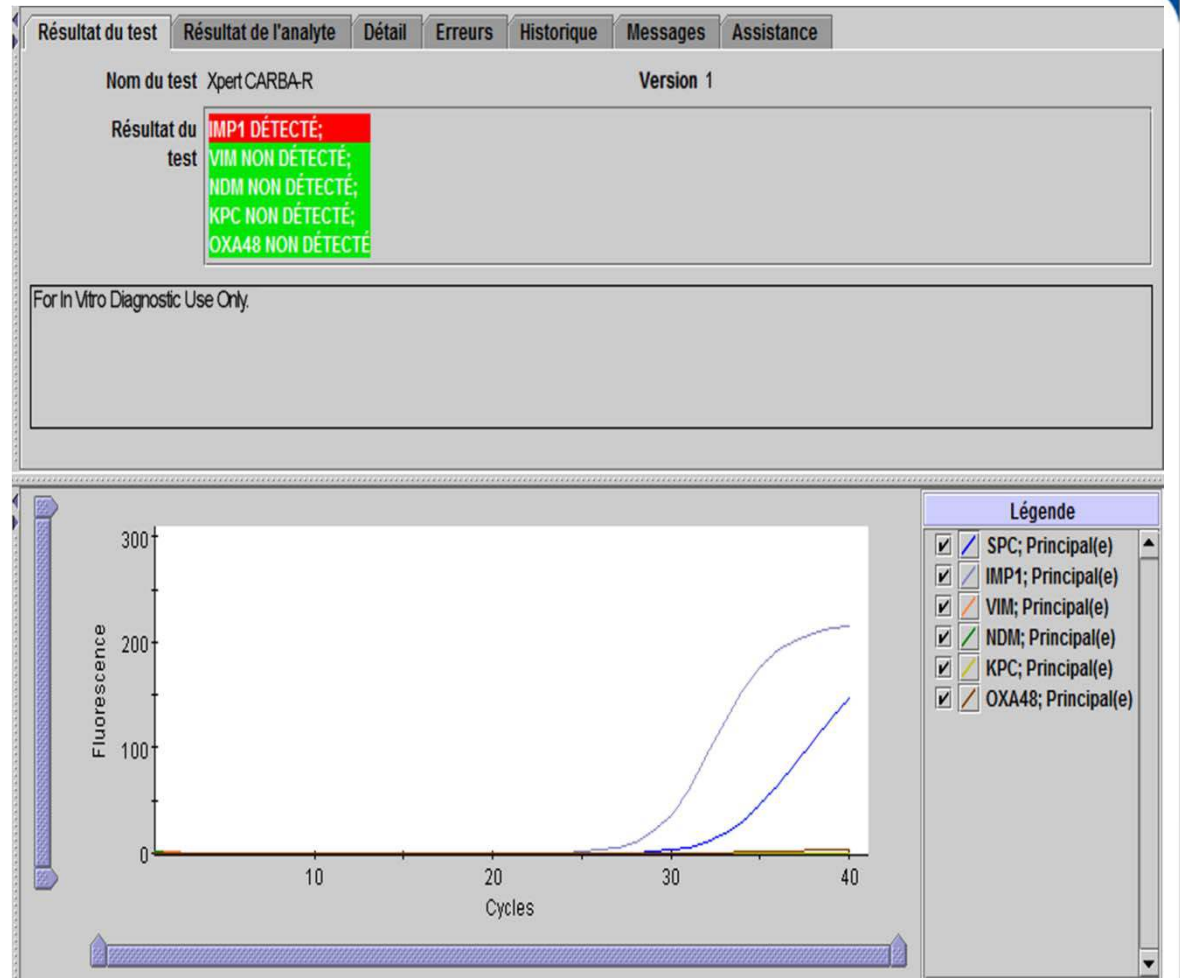 Résultat du test Résultat de l'analyte Détail Erreurs Historique Messages Assistance
Nom du test Xpert CARBA-R Version 1
Résultat du test
IMP1 DÉTECTÉ;
VIM NON DÉTECTÉ;
NDM NON DÉTECTÉ;
KPC NON DÉTECTÉ;
OXA48 NON DÉTECTÉ
For In Vitro Diagnostic Use Only.
Légende
SPC; Principal(e)
IMP1; Principal(e)
VIM; Principal(e)
NDM; Principal(e)
KPC; Principal(e)
OXA48; Principal(e)
Fluorescence
300
200
100
0
10 20 30 40
Cycles